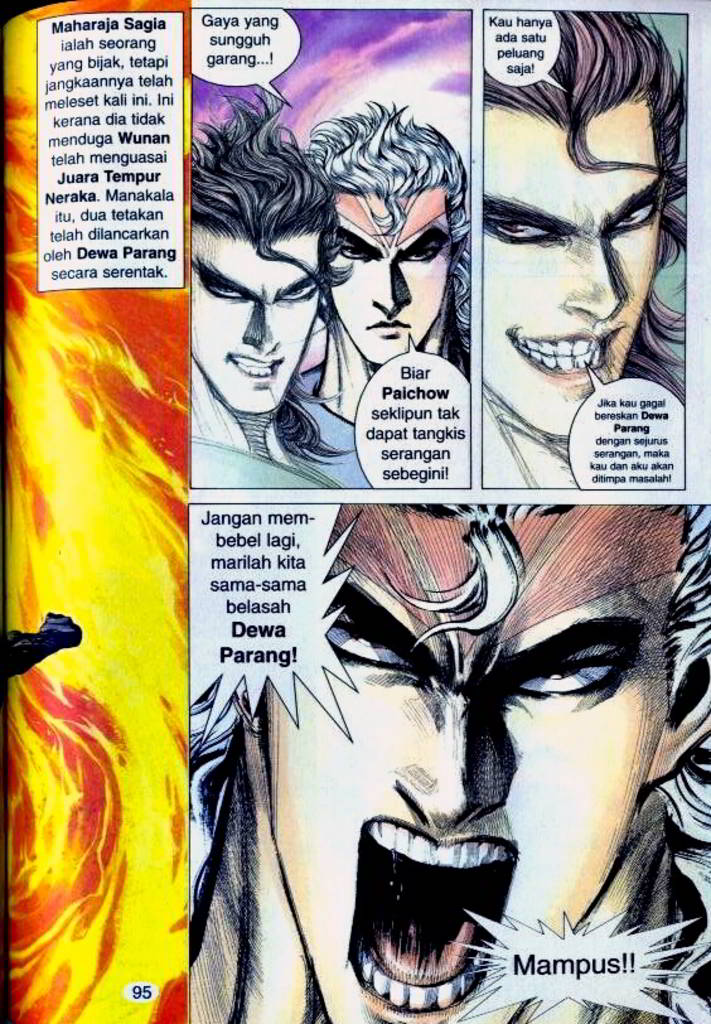 Maharaja Sagia
ialah seorang
yang bijak, tetapi
jangkaannya telah
meleset kali ini. Ini
kerana dia tidak
menduga Wunan
telah menguasai
Juara Tempur
Neraka. Manakala
itu, dua tetakan
telah dilancarkan
oleh Dewa Parang
secara serentak.
Gaya yang
sungguh
garang...!
Biar
Paichow
seklipun tak
dapat tangkis
serangan
sebegini!
Kau hanya
ada satu
peluang
saja!
Jika kau gagal
bereskan Dewa
Parang
dengan sejurus
serangan, maka
kau dan aku akan
ditimpa masalah!
Jangan mem-
bebel lagi,
marilah kita
sama-sama
belasah
Dewa
Parang!
Mampus!!
95